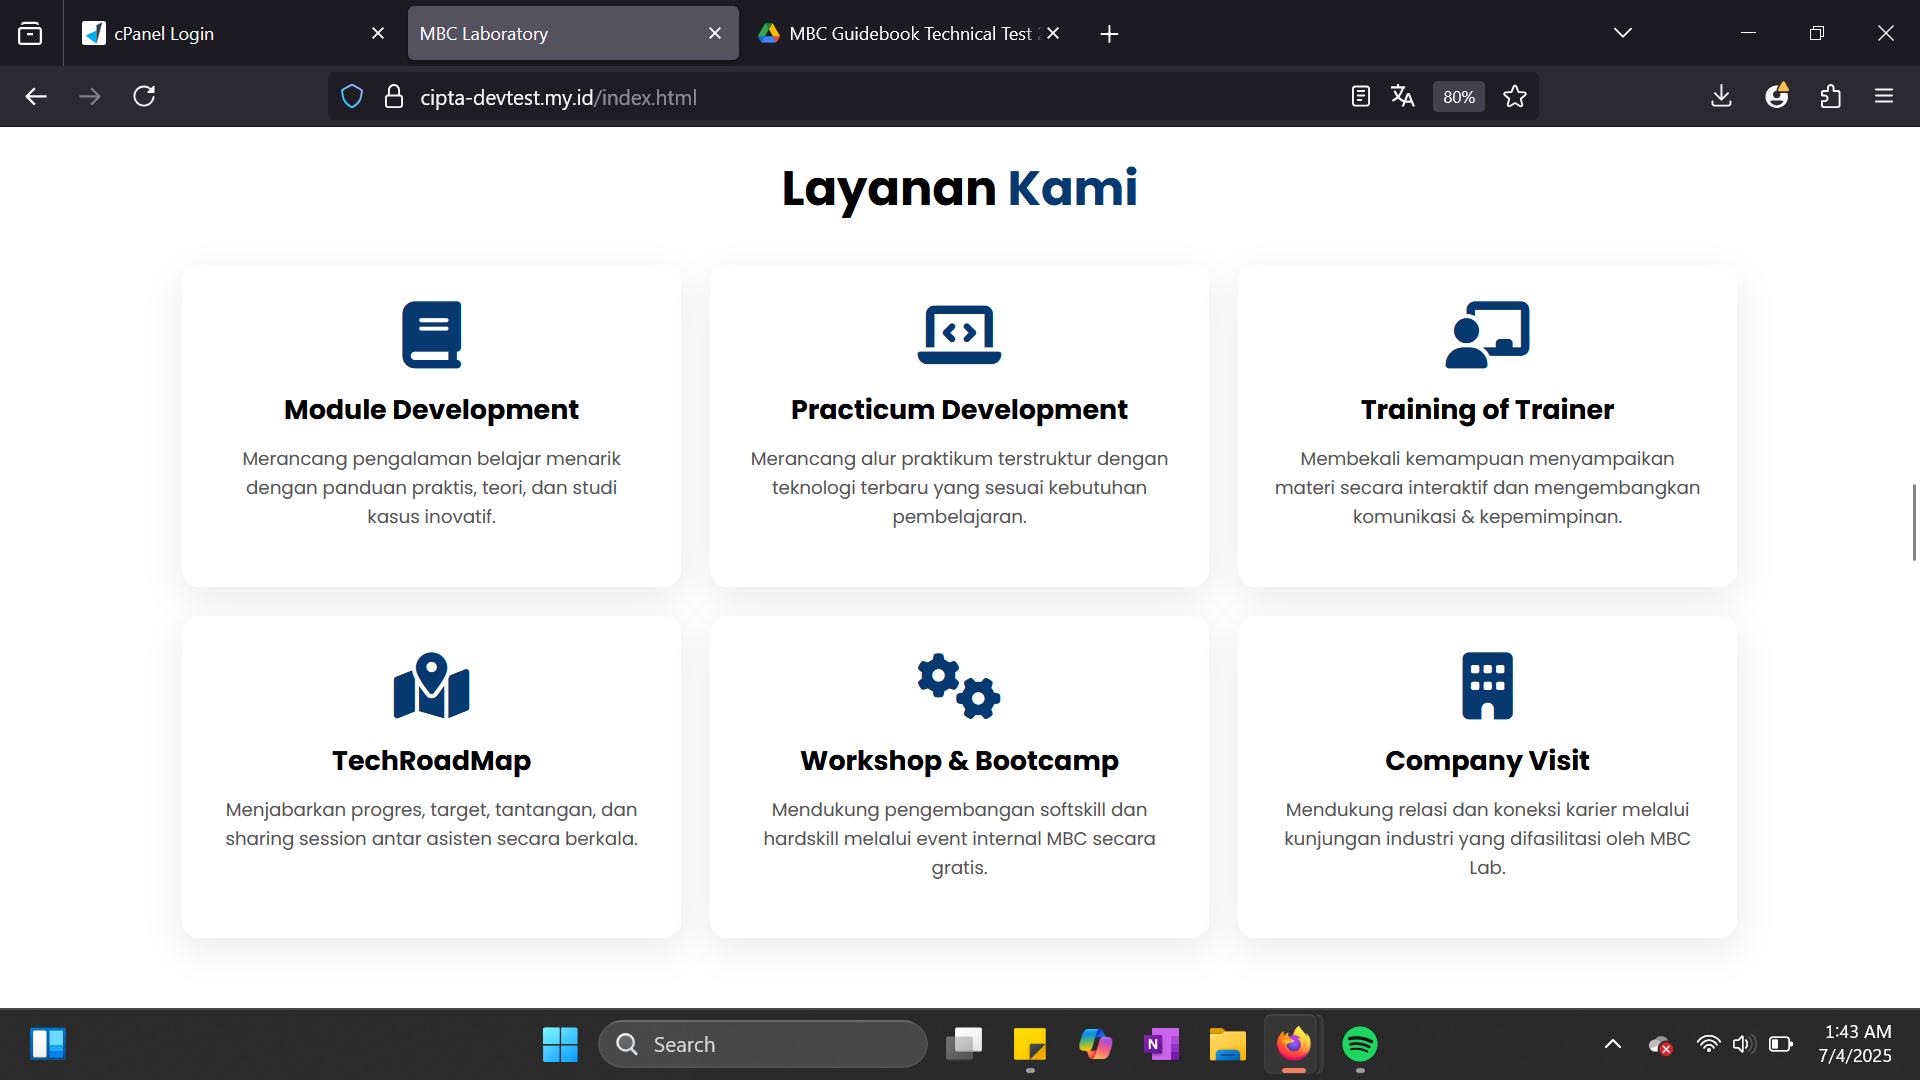 cPanel Login
MBC Laboratory
MBC Guidebook Technical Test
cipta-devtest.my.id/index.html
80%
Layanan Kami
Module Development
Merancang pengalaman belajar menarik
dengan panduan praktis, teori, dan studi
kasus inovatif.
Practicum Development
Merancang alur praktikum terstruktur dengan
teknologi terbaru yang sesuai kebutuhan
pembelajaran.
Training of Trainer
Membekali kemampuan menyampaikan
materi secara interaktif dan mengembangkan
komunikasi & kepemimpinan.
TechRoadMap
Menjabarkan progres, target, tantangan, dan
sharing session antar asisten secara berkala.
Workshop & Bootcamp
Mendukung pengembangan softskill dan
hardskill melalui event internal MBC secara
gratis.
Company Visit
Mendukung relasi dan koneksi karier melalui
kunjungan industri yang difasilitasi oleh MBC
Lab.
Search
N
1:43 AM
7/4/2025